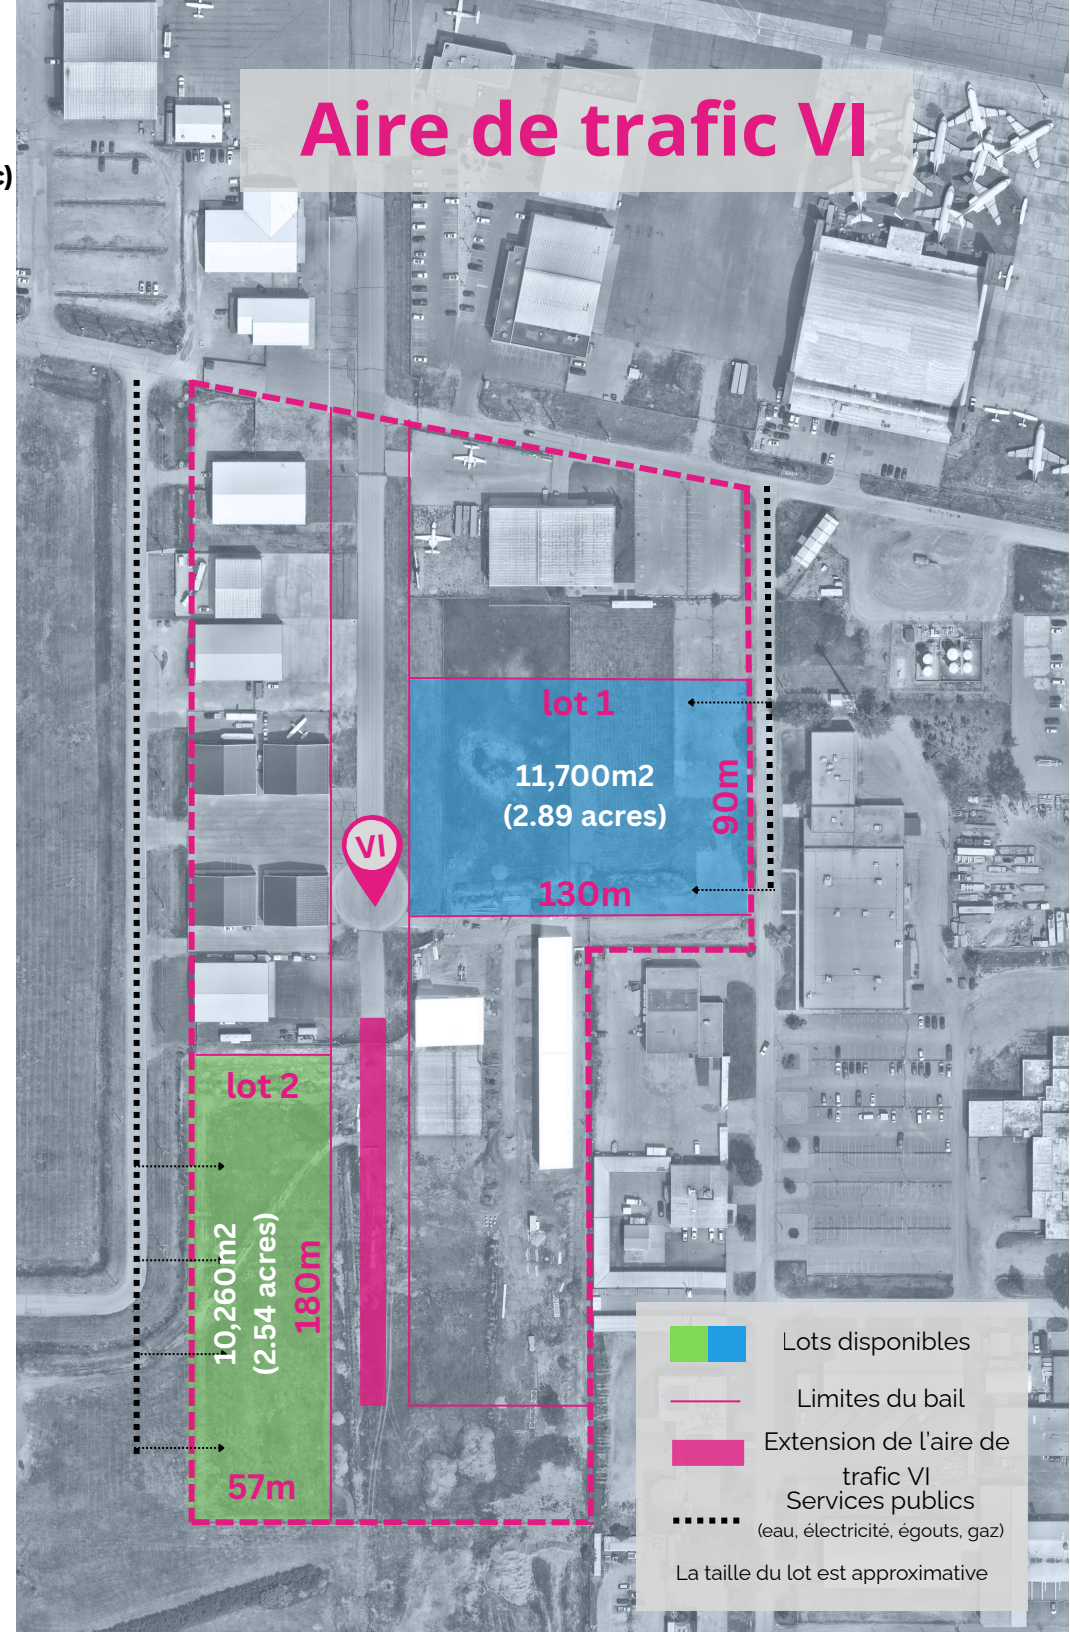 Aire de trafic VI
c)
lot 1
11,700m2
(2.89 acres)
90m
130m
VI
lot 2
10,260m2
(2.54 acres)
180m
57m
Lots disponibles
Limites du bail
Extension de l'aire de
trafic VI
Services publics
(eau, électricité, égouts, gaz)
La taille du lot est approximative